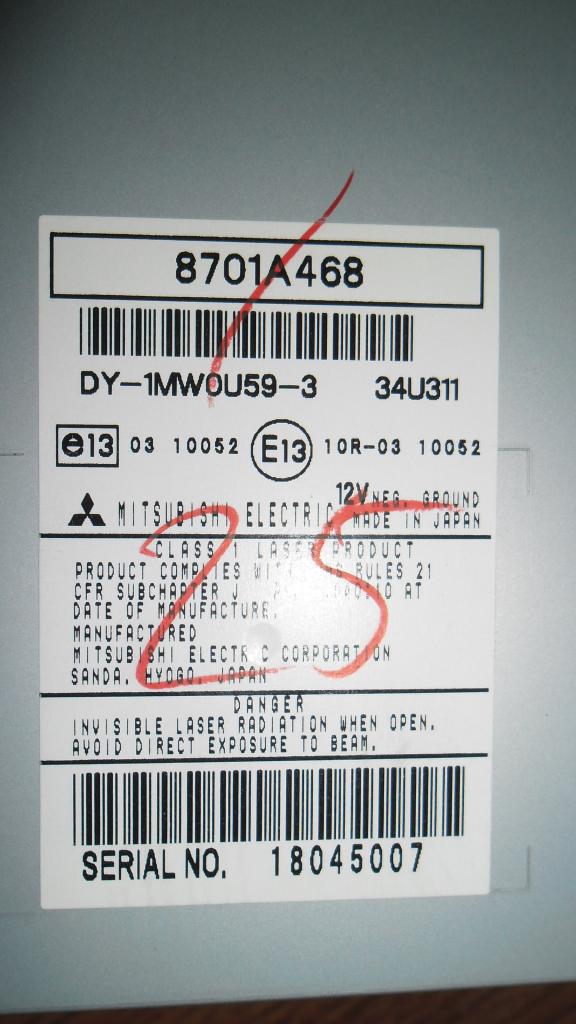 8701A468
DY-1MW0U59-3 34U311
e13 03 10052 E13 10R-03 10052
12V NEG. GROUND
MITSUBISHI ELECTRIC MADE IN JAPAN
CLASS LASER PRODUCT
PRODUCT COMPLIES WITH RULES 21
CFR SUBCHAPTER J AT
DATE OF MANUFACTURE.
MANUFACTURED
MITSUBISHI ELECTRIC CORPORATION
SANDA, HYOGO, JAPAN
25
DANGER
INVISIBLE LASER RADIATION WHEN OPEN.
AVOID DIRECT EXPOSURE TO BEAM.
SERIAL NO. 18045007